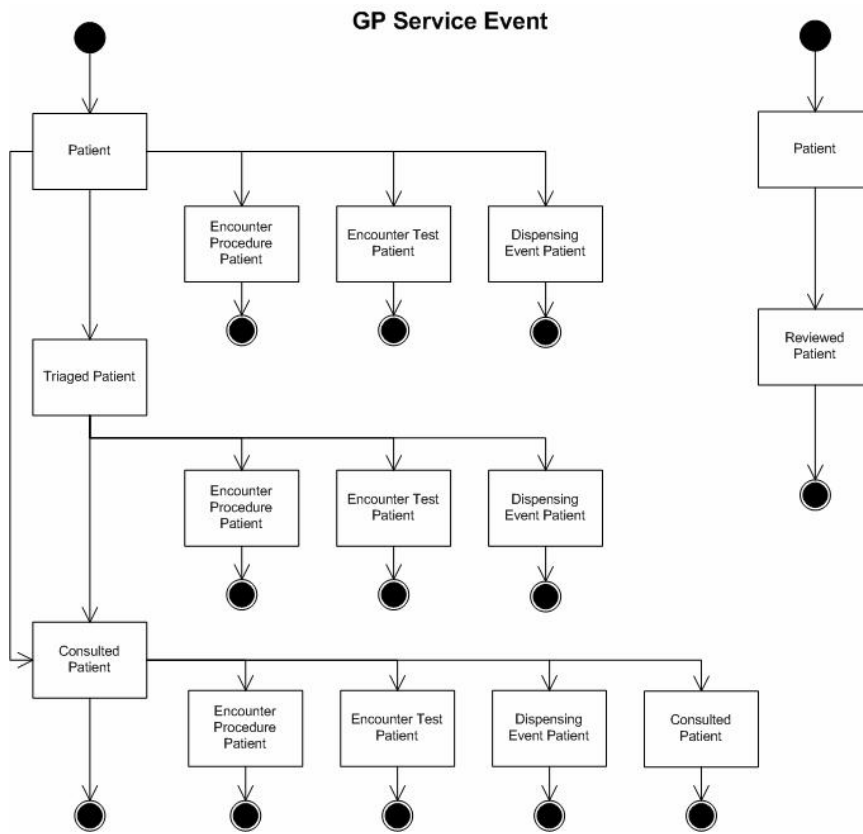 GP Service Event
Patient
Patient
Encounter
Procedure
Patient
Encounter Test
Patient
Dispensing
Event Patient
Triaged Patient
Reviewed
Patient
Encounter
Procedure
Patient
Encounter Test
Patient
Dispensing
Event Patient
Consulted
Patient
Encounter
Procedure
Patient
Encounter Test
Patient
Dispensing
Event Patient
Consulted
Patient